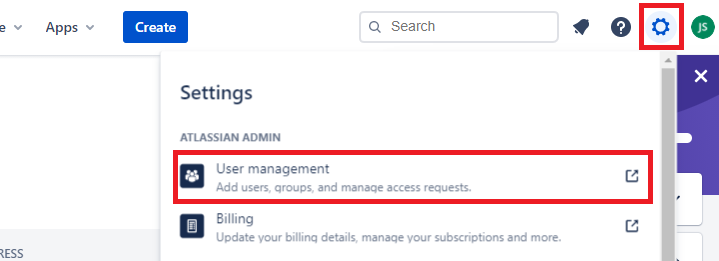 e Apps Create Search ? JS
Settings
ATLASSIAN ADMIN
User management
Add users, groups, and manage access requests.
Billing
Update your billing details, manage your subscriptions and more.
RESS